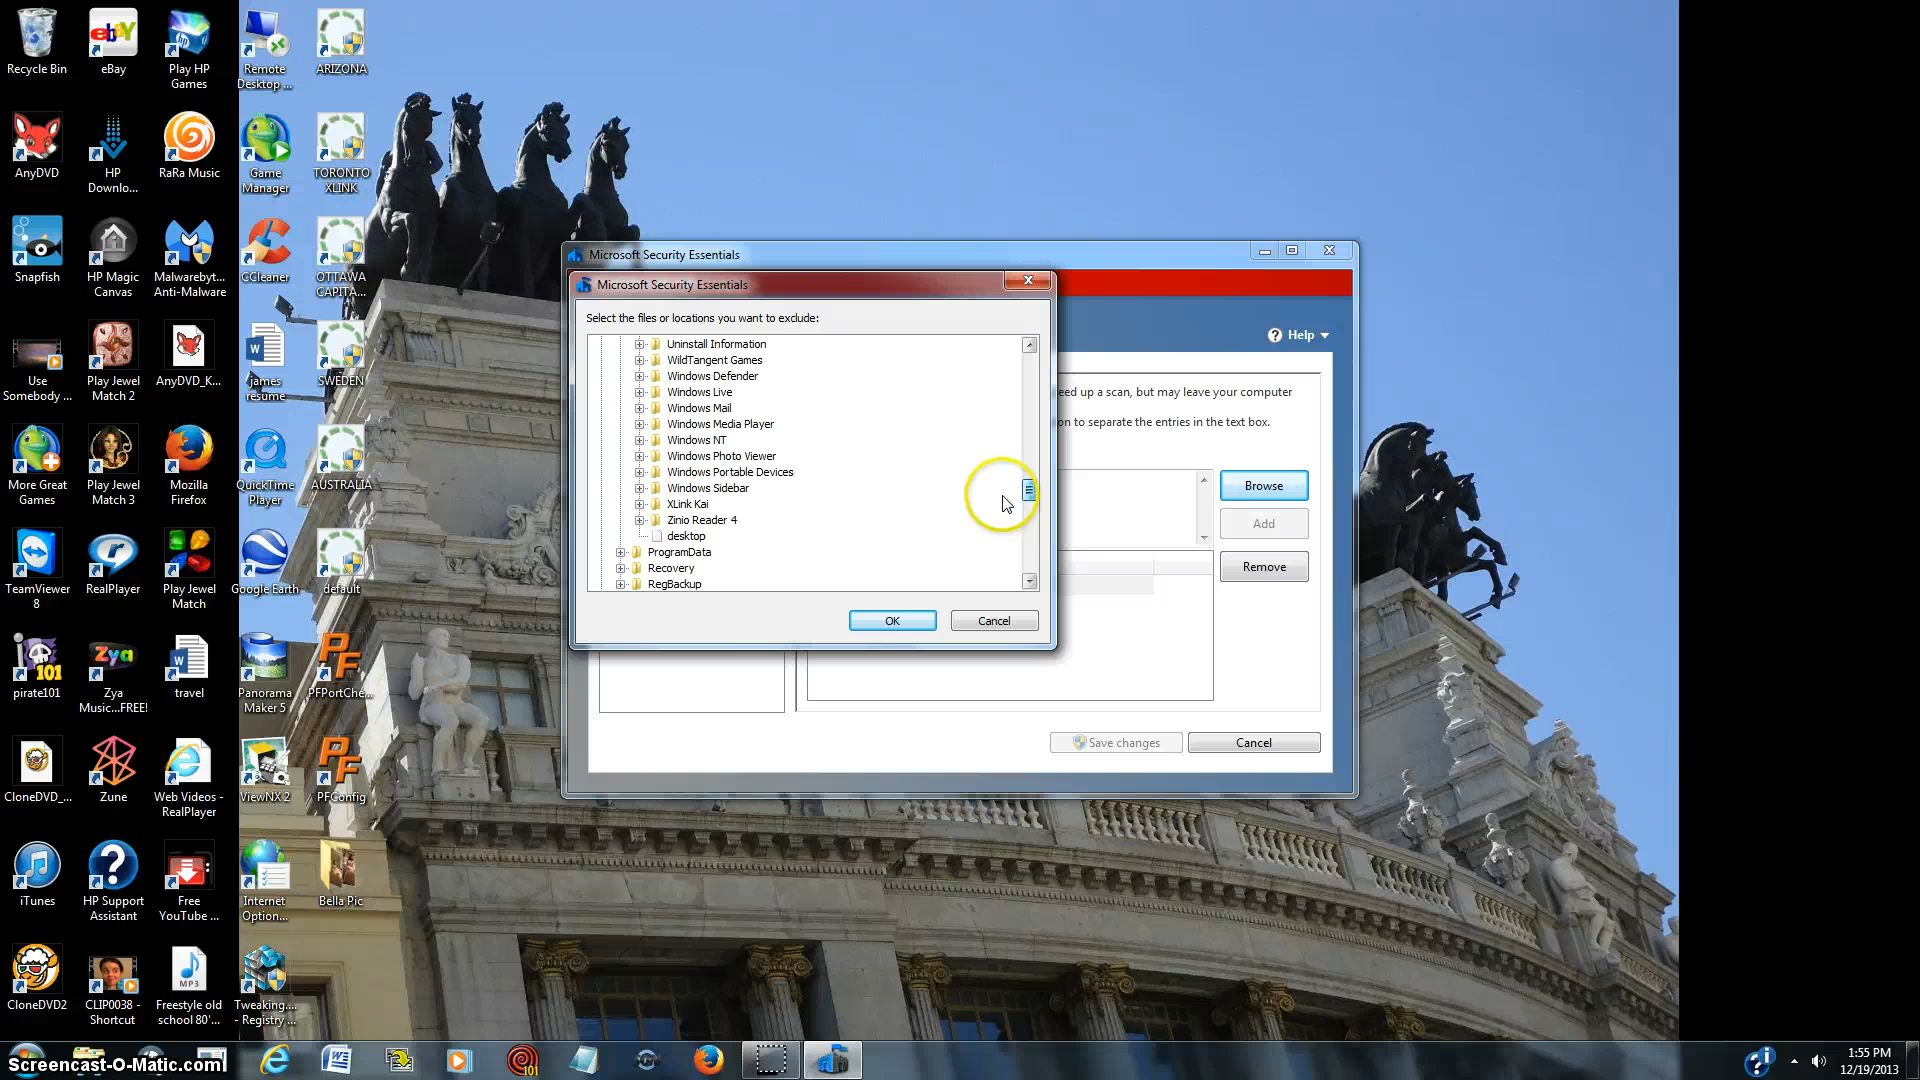 Recycle Bin
eBay
Play HP
Games
Remote
Desktop ...
ARIZONA
AnyDVD
HP
Downlo...
RaRa Music
Game
Manager
TORONTO
XLINK
Snapfish
HP Magic
Canvas
Malwarebyt...
Anti-Malware
CCleaner
OTTAWA
CAPITA...
Use
Somebody ...
Play Jewel
Match 2
AnyDVD_K...
james
resume
SWEDEN
More Great
Games
Play Jewel
Match 3
Mozilla
Firefox
QuickTime
Player
AUSTRALIA
TeamViewer
8
RealPlayer
Play Jewel
Match
Google Earth
default
pirate101
Zya
Music...FREE!
travel
Panorama
Maker 5
PFPortChe...
CloneDVD_...
Zune
Web Videos -
RealPlayer
ViewNX 2
PFConfig
iTunes
HP Support
Assistant
Free
YouTube ...
Internet
Option...
Bella Pic
CloneDVD2
CLIP0038 -
Shortcut
Freestyle old
school 80'...
Tweaking....
- Registry ...
Microsoft Security Essentials
Microsoft Security Essentials
Select the files or locations you want to exclude:
Uninstall Information
WildTangent Games
Windows Defender
Windows Live
Windows Mail
Windows Media Player
Windows NT
Windows Photo Viewer
Windows Portable Devices
Windows Sidebar
XLink Kai
Zinio Reader 4
desktop
ProgramData
Recovery
RegBackup
OK
Cancel
Help
eed up a scan, but may leave your computer
on to separate the entries in the text box.
Browse
Add
Remove
Save changes
Cancel
Screencast-O-Matic.com
101
1:55 PM
12/19/2013